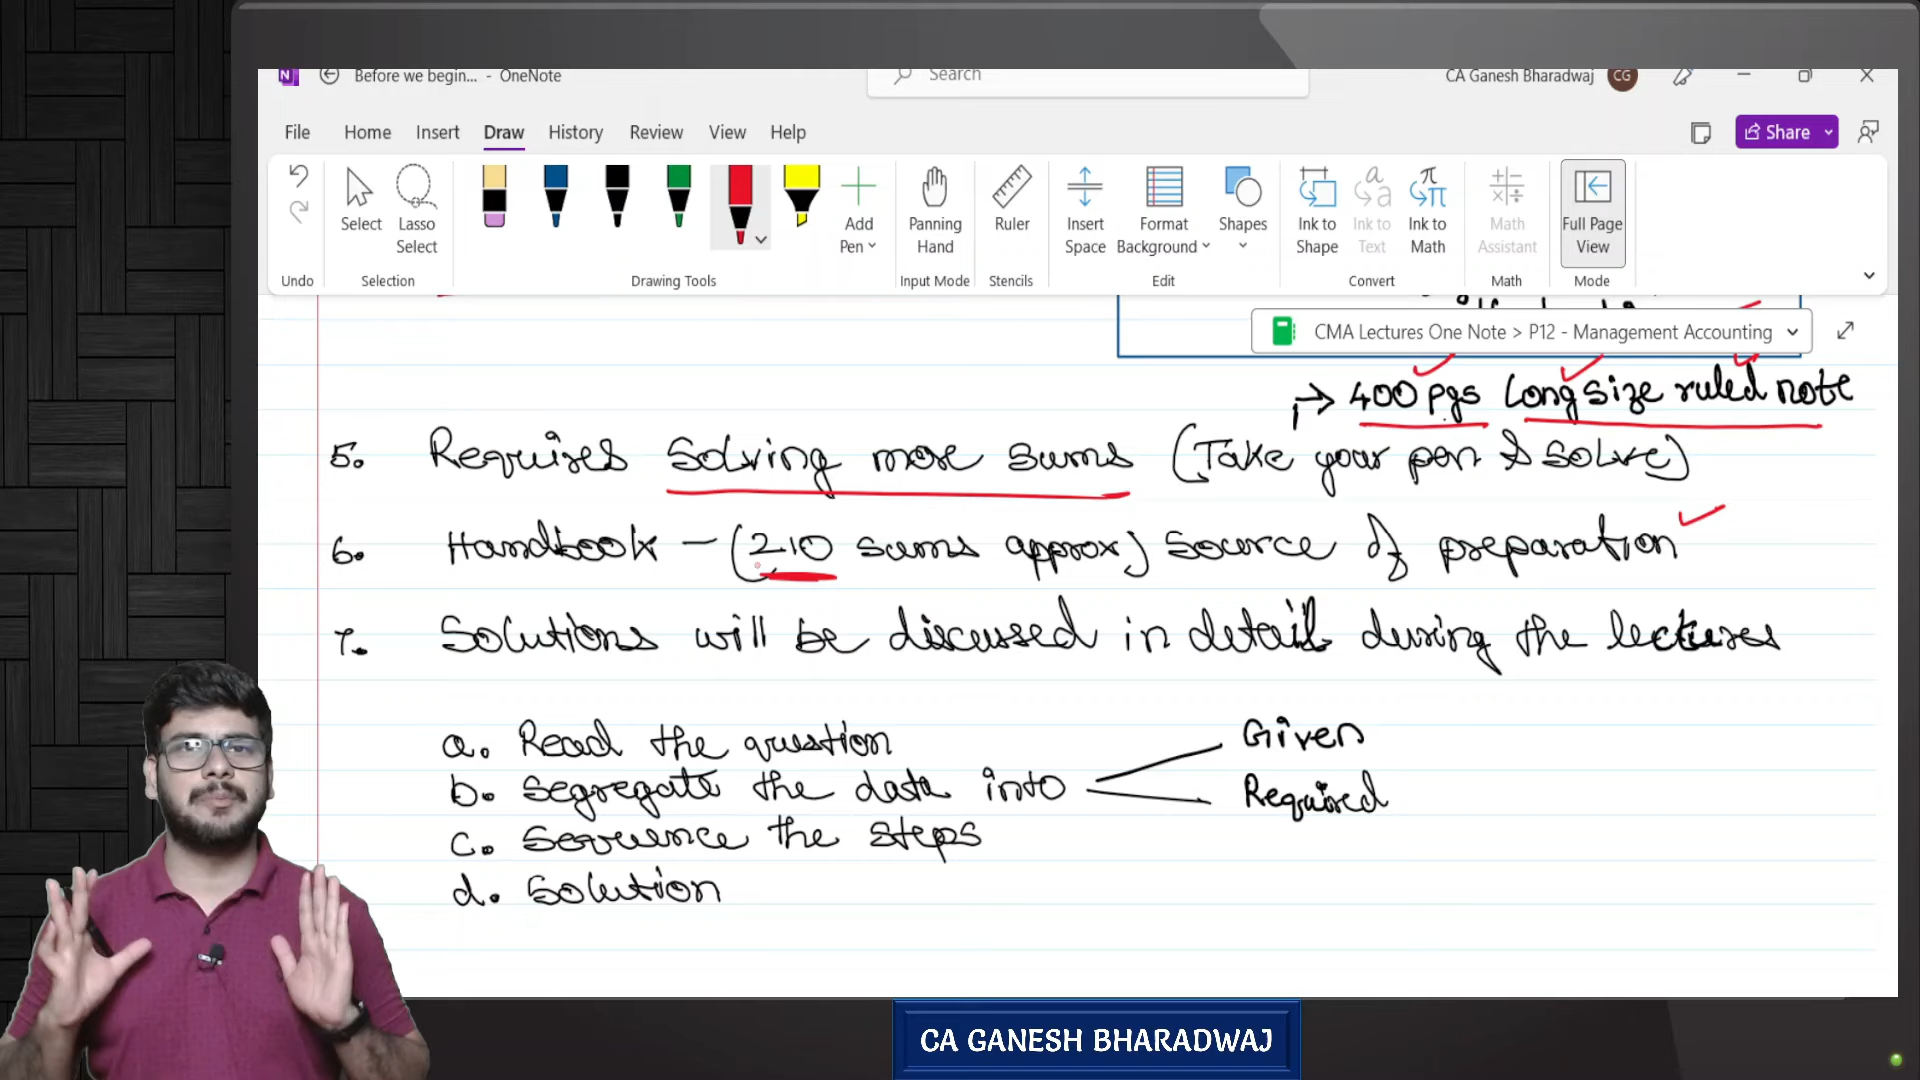 Before we begin... - OneNote
Search
CA Ganesh Bharadwaj CG
File Home Insert Draw History Review View Help
Share
Select
Lasso Select
Add Pen
Panning Hand
Ruler
Insert Space
Format Background
Shapes
Ink to Shape
Ink to Text
Ink to Math
Math Assistant
Full Page View
Undo Selection Drawing Tools Input Mode Stencils Edit Convert Math Mode
CMA Lectures One Note > P12 - Management Accounting
→ 400 pgs Long size ruled note
5. Requires Solving more sums (Take your pen & Solve)
6. Handbook - (210 sums approx) Source of preparation
7. Solutions will be discussed in detail during the lectures
a. Read the question
b. Segregate the data into
Given
Required
c. Sequence the steps
d. Solution
CA GANESH BHARADWAJ